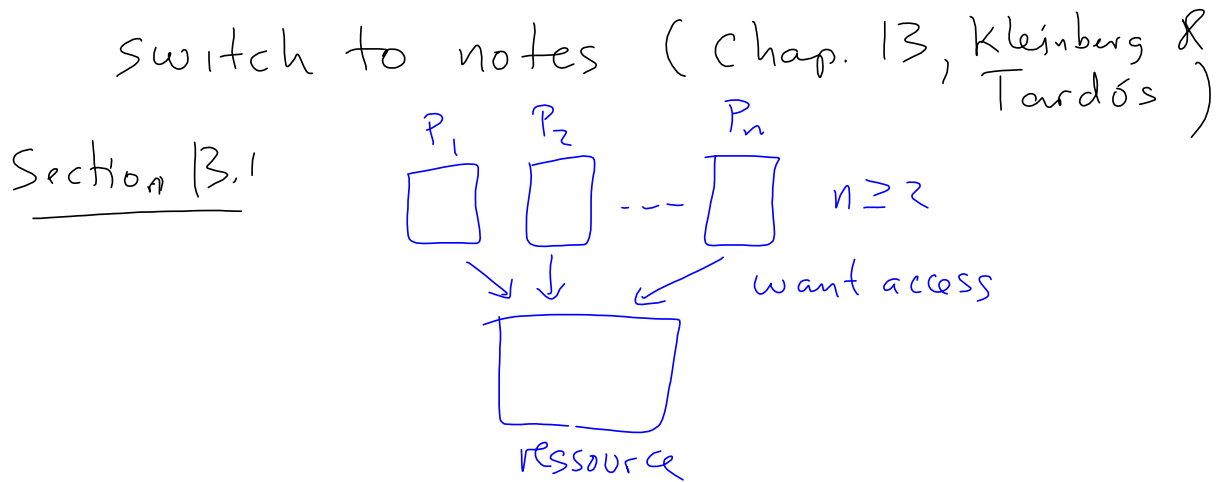 switch to notes (Chap. 13, Kleinberg &
Tardós)
Section 13.1
P1 P2 --- Pn
n ≥ 2
want access
ressource